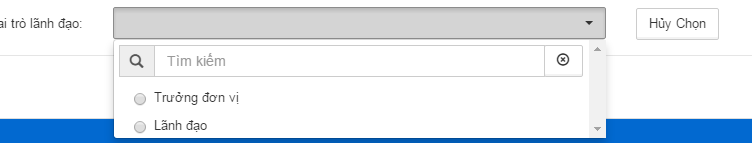 ai trò lãnh đạo:
Hủy Chọn
Tìm kiếm
Trưởng đơn vị
Lãnh đạo